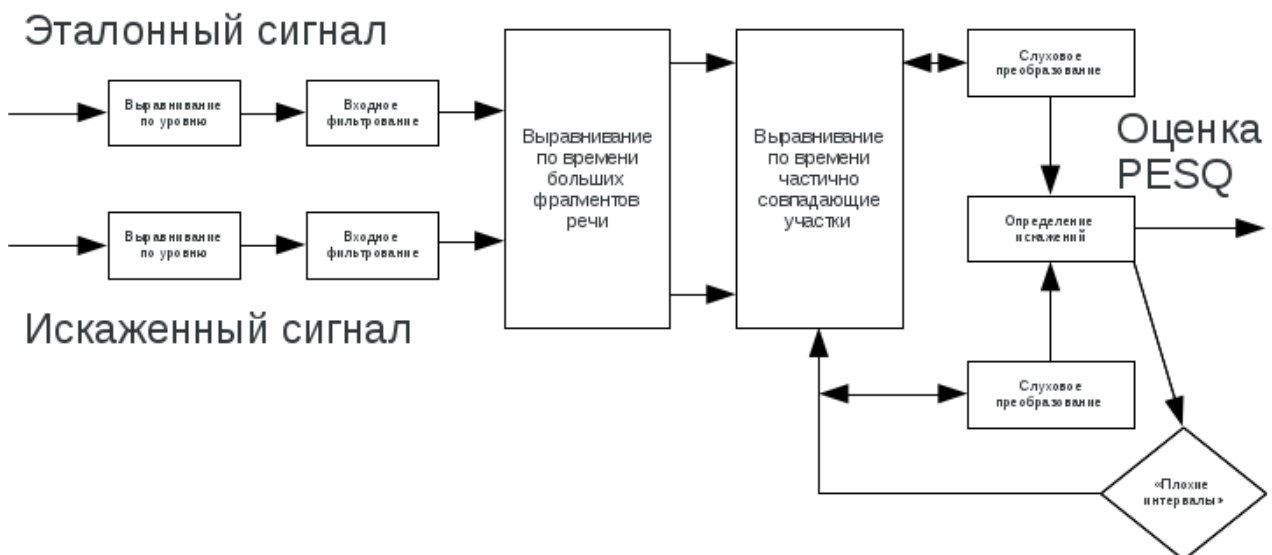 Эталонный сигнал
Выравнивание
по уровню
Входное
фильтрование
Выравнивание
по времени
больших
фрагментов
речи
Выравнивание
по времени
частично
совпадающие
участки
Слуховое
преобразование
Оценка
PESQ
Выравнивание
по уровню
Входное
фильтрование
Определение
искажений
Искаженный сигнал
Слуховое
преобразование
«Плохие
интервалы»